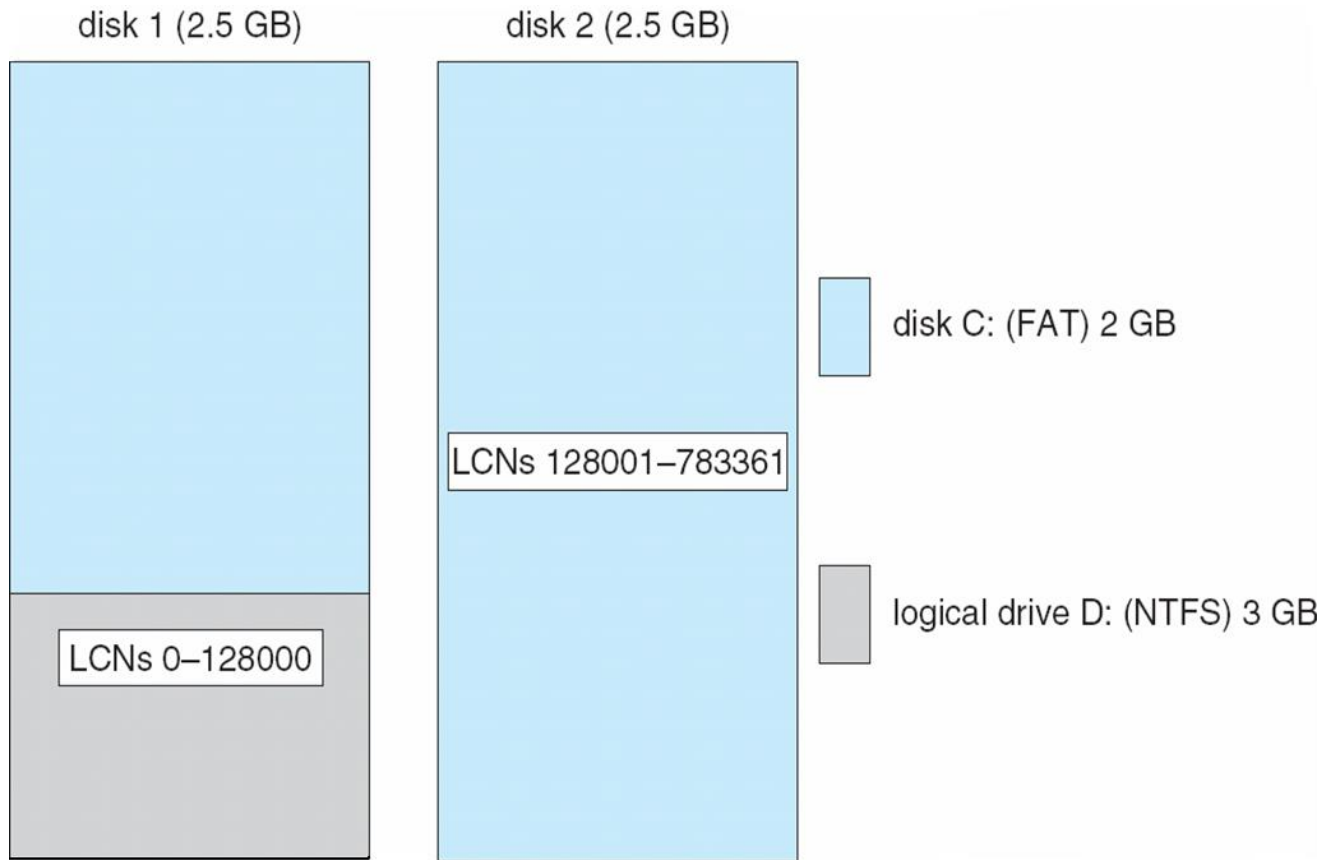 disk 1 (2.5 GB)
disk 2 (2.5 GB)
disk C: (FAT) 2 GB
LCNs 128001–783361
logical drive D: (NTFS) 3 GB
LCNs 0–128000